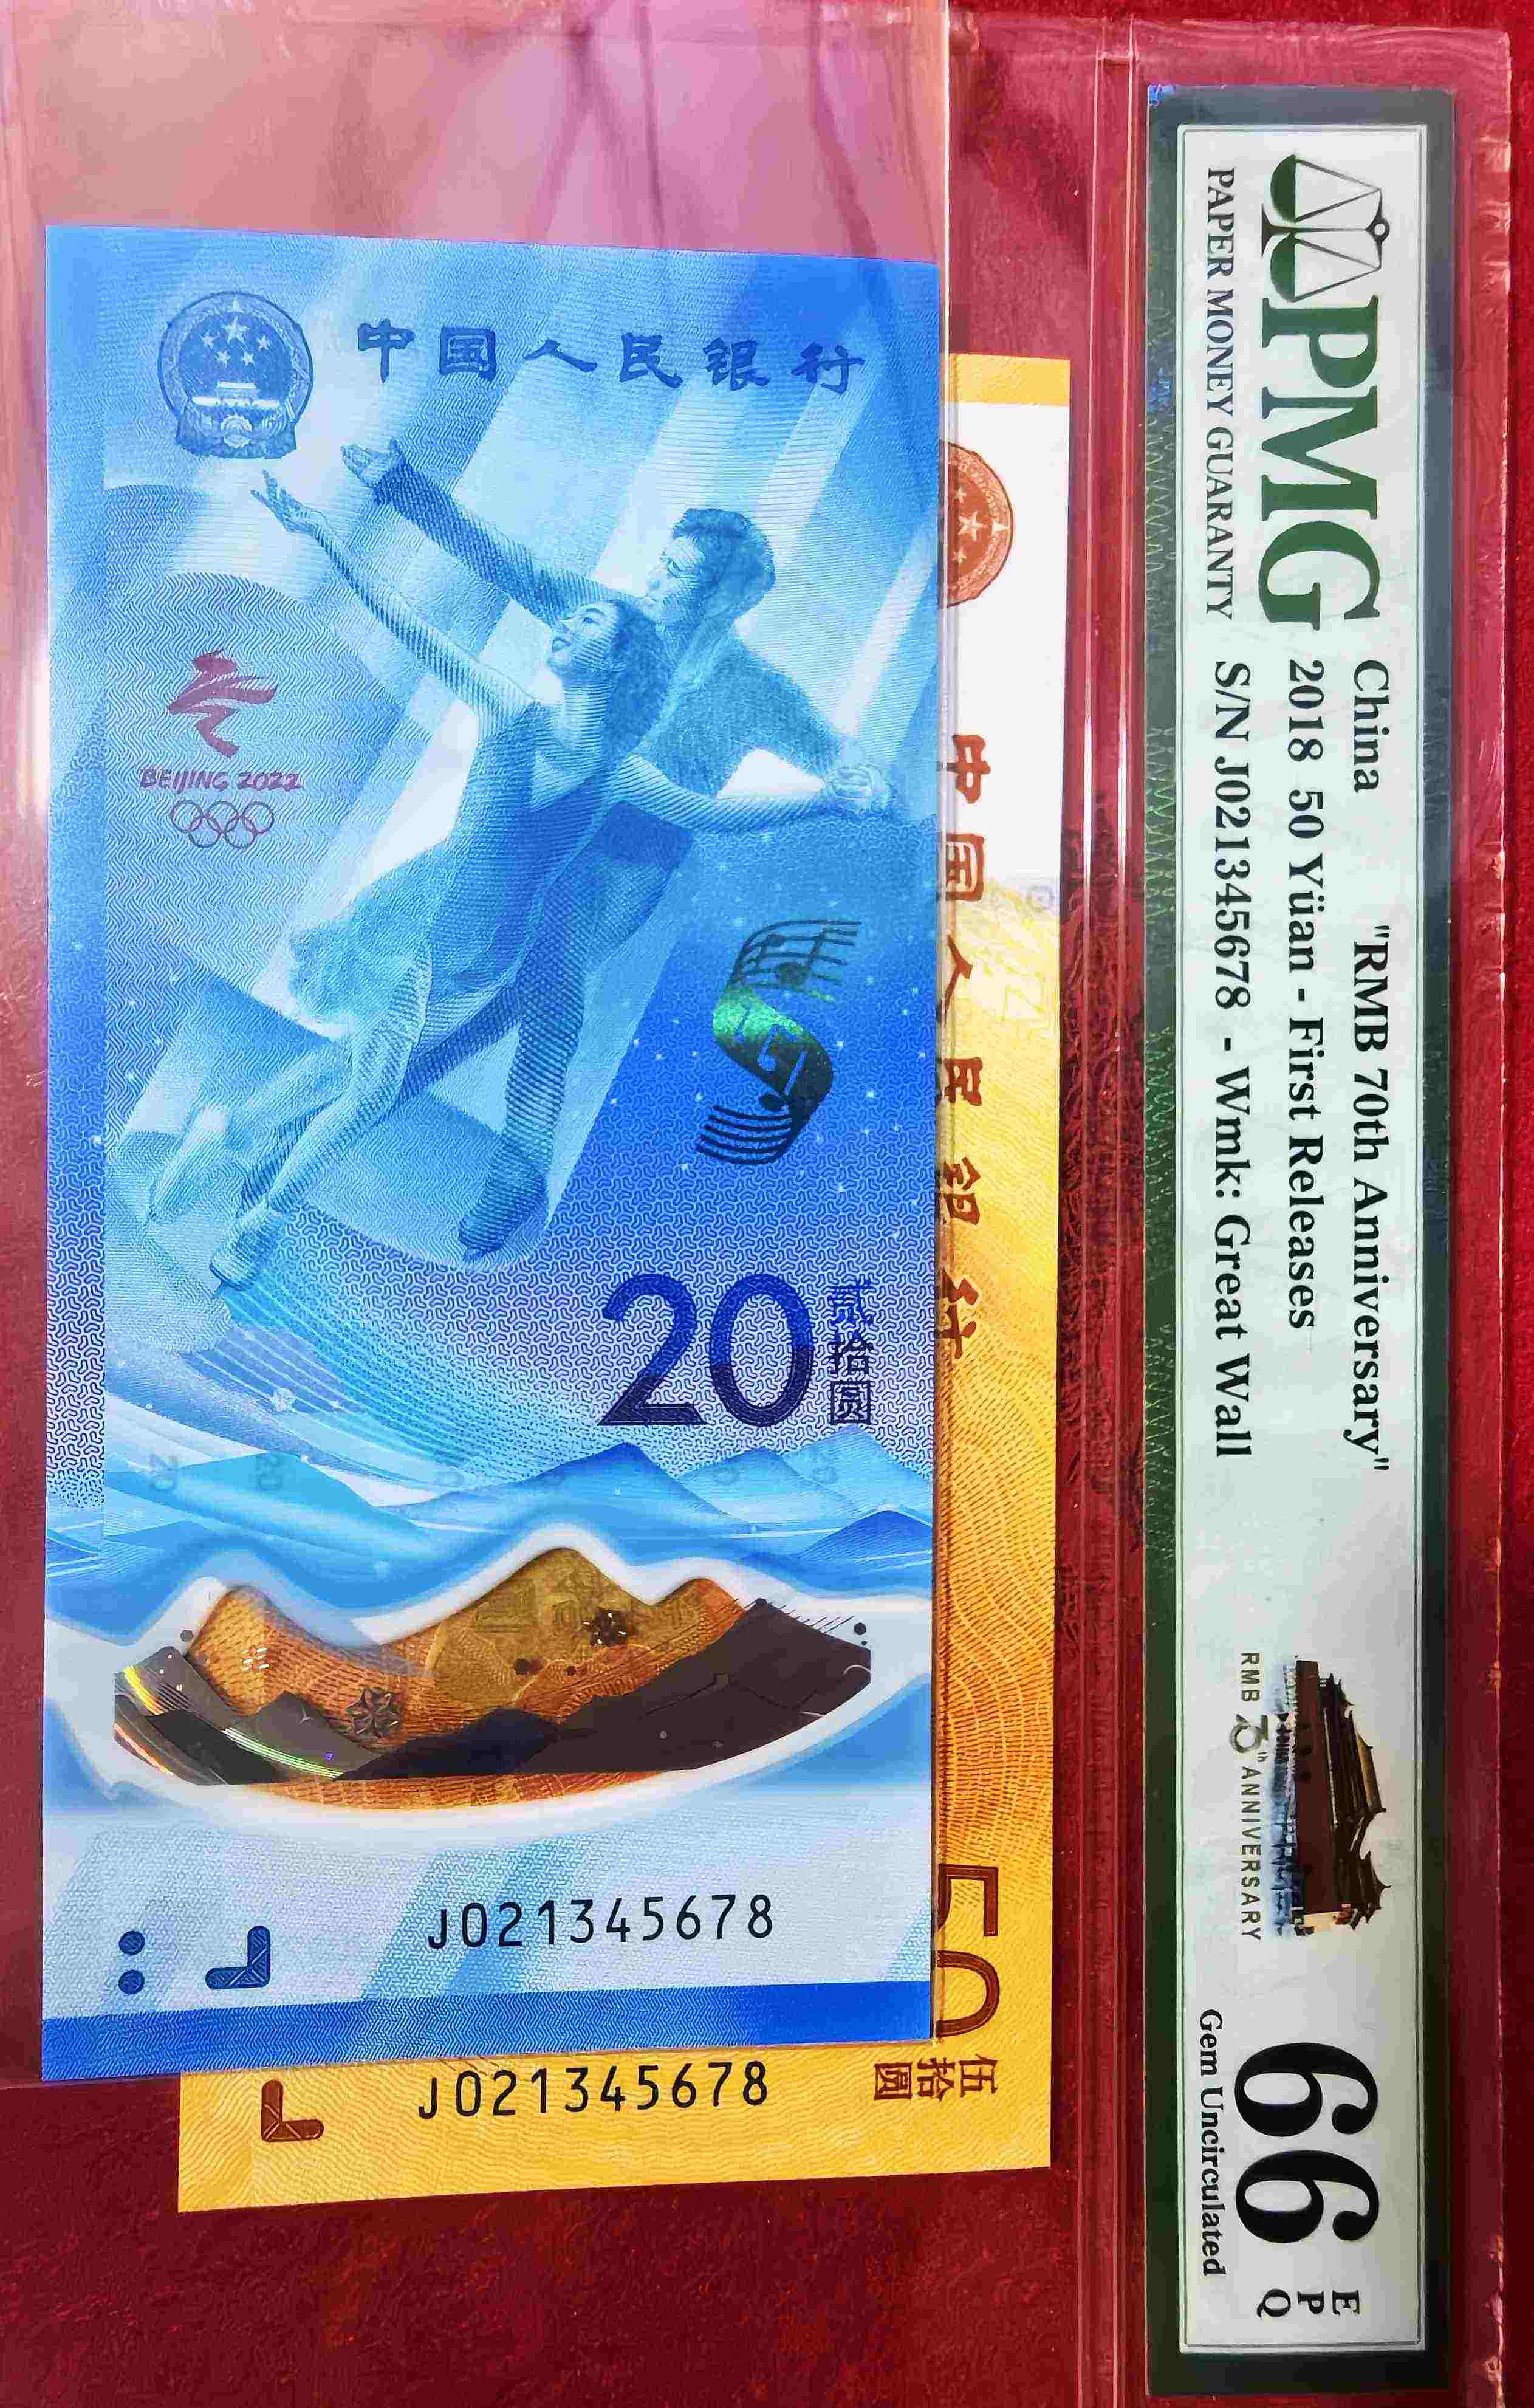 中国人民银行
BEIJING 2022
20
贰拾圆
J021345678
中国人民银行
50
伍拾圆
J021345678
PMG
PAPER MONEY GUARANTY
China "RMB 70th Anniversary"
2018 50 Yüan - First Releases
S/N J021345678 - Wmk: Great Wall
RMB 70th ANNIVERSARY
66
EPQ
Gem Uncirculated